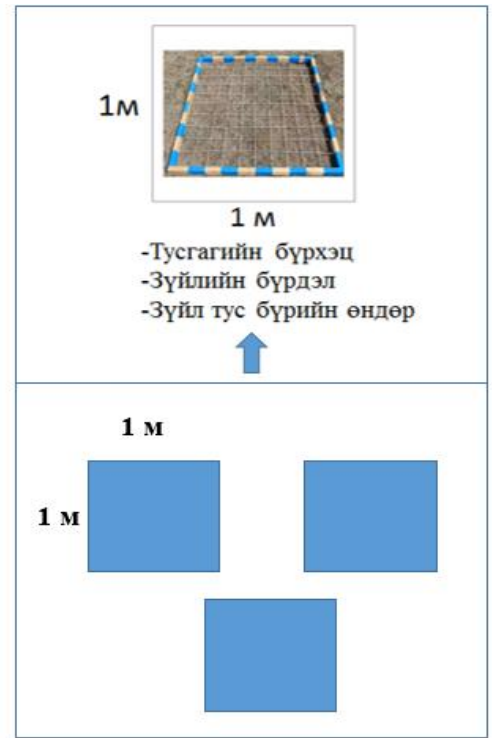 1м
1 м
-Тусгагийн бүрхэц
-Зүйлийн бүрдэл
-Зүйл тус бүрийн өндөр
1 м
1 м